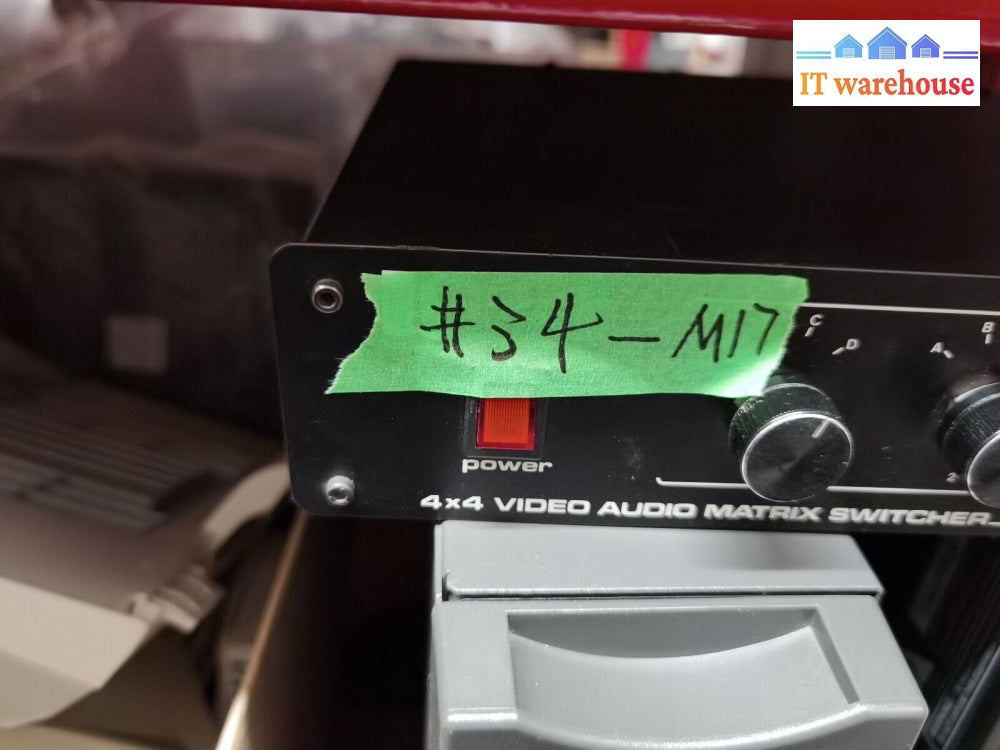 IT warehouse
#34-M17
C
D
A
B
2
power
4x4 VIDEO AUDIO MATRIX SWITCHER